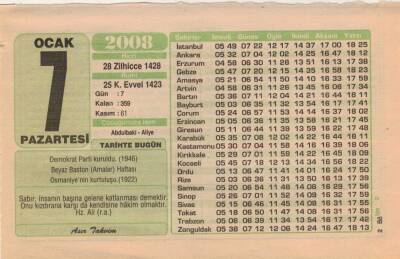 OCAK
7
PAZARTESİ
2008
Hicri
28 Zilhicce 1428
Rumi
25 K. Evvel 1423
Gün : 7
Kalan : 359
Kasım : 61
Çocuğunuza İsim
Abdulbaki - Aliye
TARİHTE BUGÜN
Demokrat Parti kuruldu. (1946)
Beyaz Baston (Amalar) Haftası
Osmaniye'nin kurtuluşu.(1922)
Sabır, insanın başına gelene katlanması demektir.
Onu kızdırana karşı da kendisine hâkim olmaktır.
Hz. Ali (r.a.)
Asır Takvim
Şehirler İmsak Güneş Öğle İkindi Akşam Yatsı
İstanbul 05 49 07 22 12 17 14 37 17 00 18 25
Ankara 05 32 07 04 12 02 14 25 16 47 18 12
Erzurum 04 58 06 30 11 28 13 51 16 13 17 38
Gebze 05 47 07 20 12 15 14 35 16 58 18 23
Amasya 05 21 06 54 11 50 14 10 16 33 17 59
Artvin 04 58 06 31 11 26 13 45 16 08 17 34
Bartın 05 37 07 11 12 04 14 21 16 44 18 11
Bayburt 05 03 06 35 11 32 13 54 16 17 17 41
Çorum 05 24 06 57 11 53 14 14 16 37 18 02
Erzincan 05 05 06 36 11 35 13 58 16 21 17 45
Giresun 05 11 06 44 11 39 13 59 16 22 17 48
Karabük 05 35 07 08 12 02 14 22 16 44 18 11
Kastamonu 05 30 07 04 11 58 14 16 16 39 18 06
Kırıkkale 05 29 07 01 11 59 14 22 16 45 18 09
Kocaeli 05 45 07 18 12 13 14 34 16 56 18 22
Ordu 05 13 06 47 11 41 14 01 16 24 17 50
Rize 05 03 06 36 11 31 13 50 16 13 17 39
Samsun 05 20 06 54 11 48 14 06 16 29 17 56
Sinop 05 26 07 01 11 52 14 09 16 32 17 59
Sivas 05 15 06 46 11 45 14 09 16 31 17 55
Tokat 05 18 06 50 11 47 14 09 16 32 17 56
Trabzon 05 06 06 39 11 34 13 54 16 16 17 42
Zonguldak 05 38 07 12 12 06 14 24 16 47 18 13